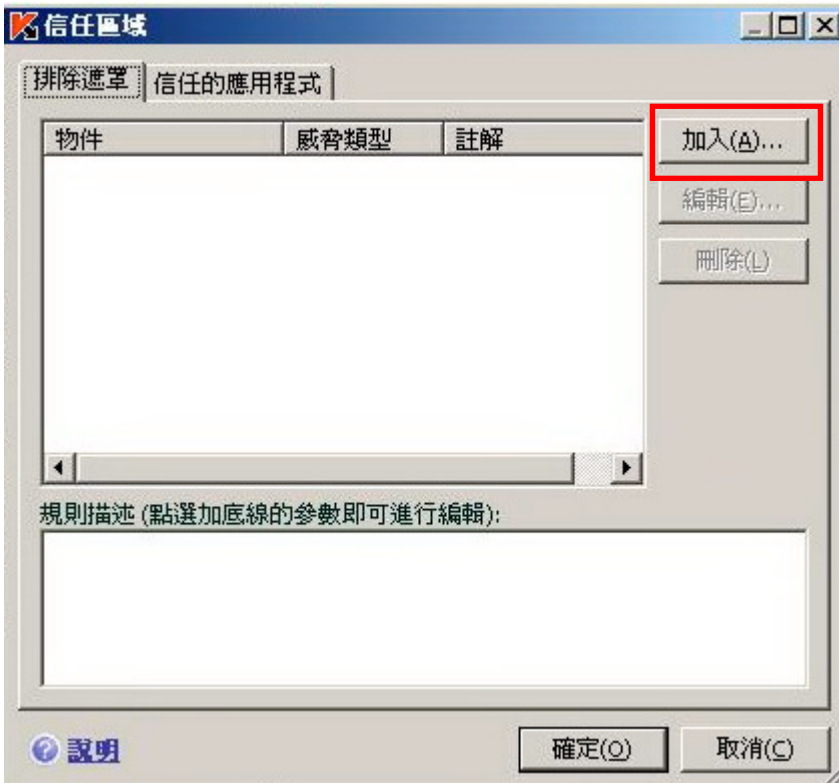 信任區域
排除遮罩 信任的應用程式
物件 威脅類型 註解
加入(A)...
編輯(E)...
刪除(L)
規則描述 (點選加底線的參數即可進行編輯):
說明
確定(O) 取消(C)